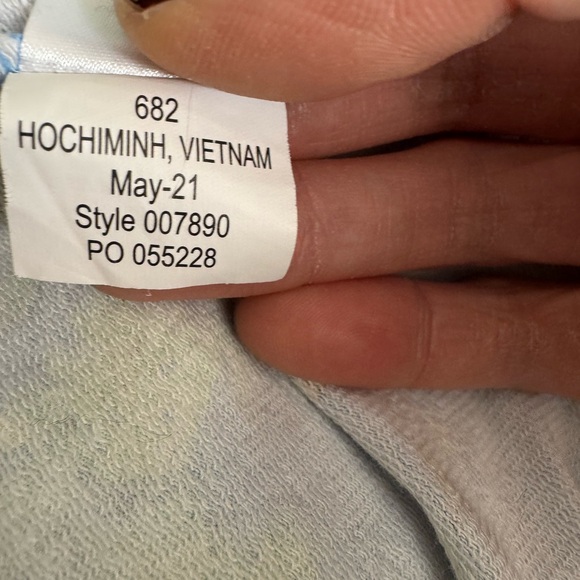 682
HOCHIMINH, VIETNAM
May-21
Style 007890
PO 055228